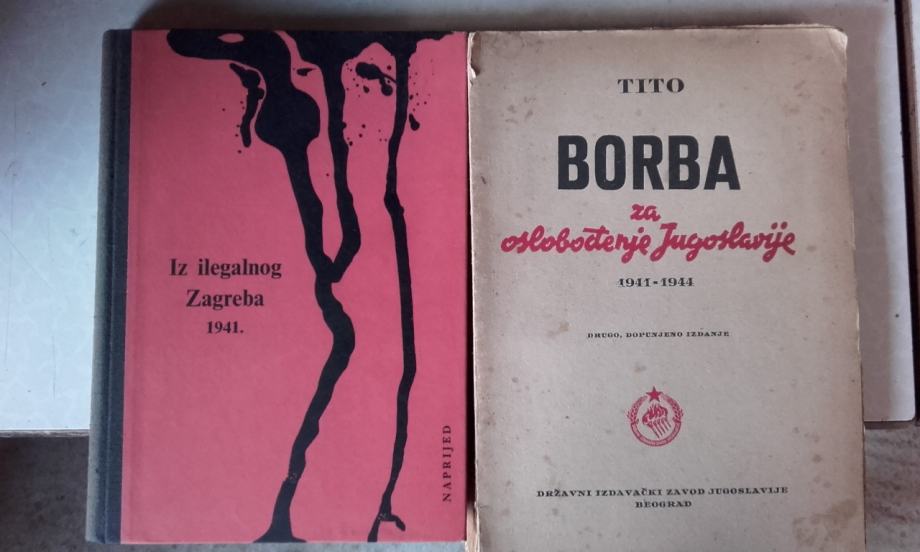 Iz ilegalnog
Zagreba
1941.
NAPRIJED
TITO
BORBA
za
oslobođenje Jugoslavije
1941-1944
DRUGO, DOPUNJENO IZDANJE
DRŽAVNI IZDAVAČKI ZAVOD JUGOSLAVIJE
BEOGRAD